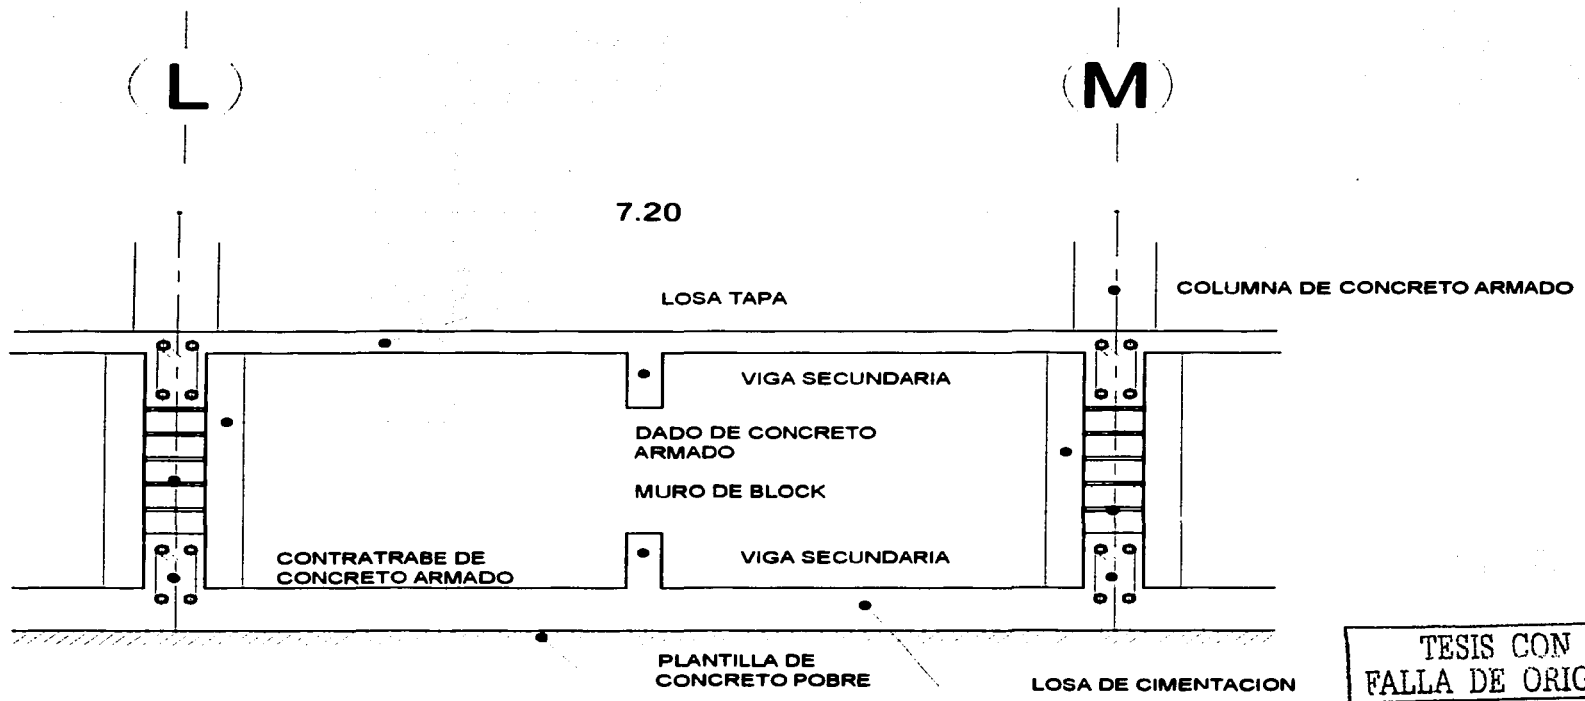 ( L )
( M )
7.20
LOSA TAPA
COLUMNA DE CONCRETO ARMADO
VIGA SECUNDARIA
DADO DE CONCRETO
ARMADO
MURO DE BLOCK
CONTRATRABE DE
CONCRETO ARMADO
VIGA SECUNDARIA
PLANTILLA DE
CONCRETO POBRE
LOSA DE CIMENTACION
TESIS CON
FALLA DE ORIG